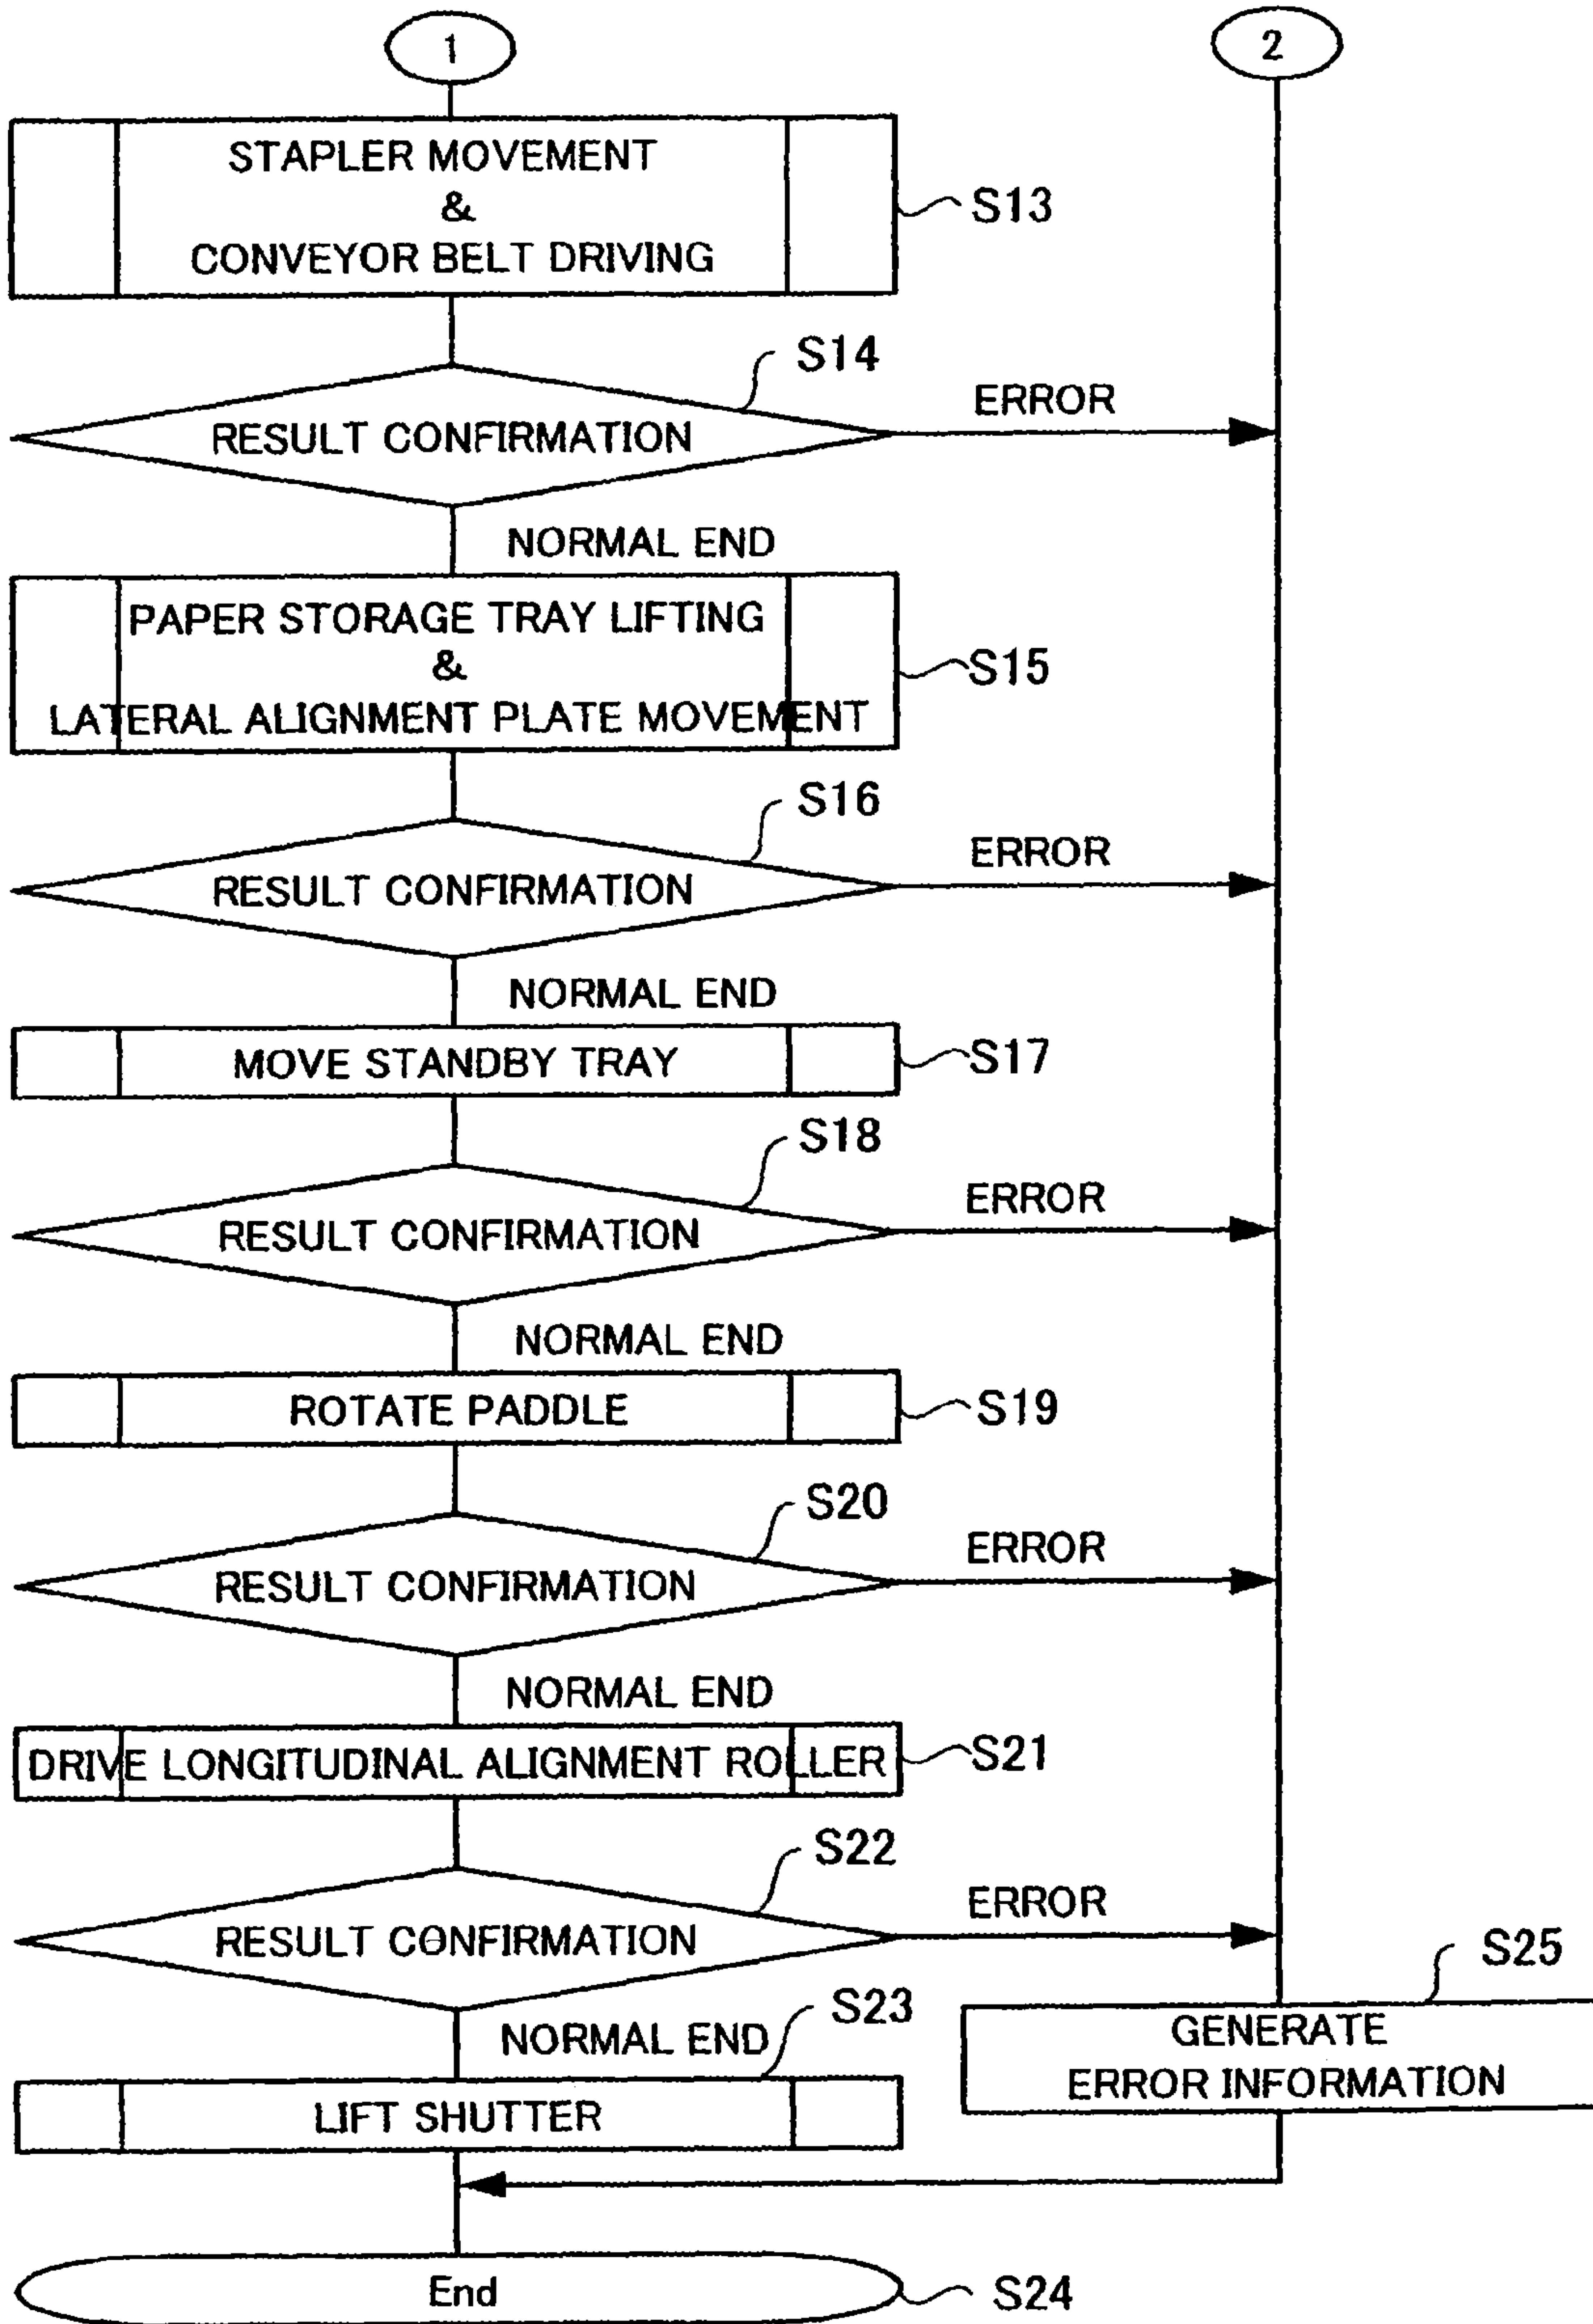 1
2
STAPLER MOVEMENT
&
CONVEYOR BELT DRIVING
S13
S14
RESULT CONFIRMATION
ERROR
NORMAL END
PAPER STORAGE TRAY LIFTING
&
LATERAL ALIGNMENT PLATE MOVEMENT
S15
S16
RESULT CONFIRMATION
ERROR
NORMAL END
MOVE STANDBY TRAY
S17
S18
RESULT CONFIRMATION
ERROR
NORMAL END
ROTATE PADDLE
S19
S20
RESULT CONFIRMATION
ERROR
NORMAL END
DRIVE LONGITUDINAL ALIGNMENT ROLLER
S21
S22
RESULT CONFIRMATION
ERROR
NORMAL END
S23
LIFT SHUTTER
S25
GENERATE
ERROR INFORMATION
End
S24